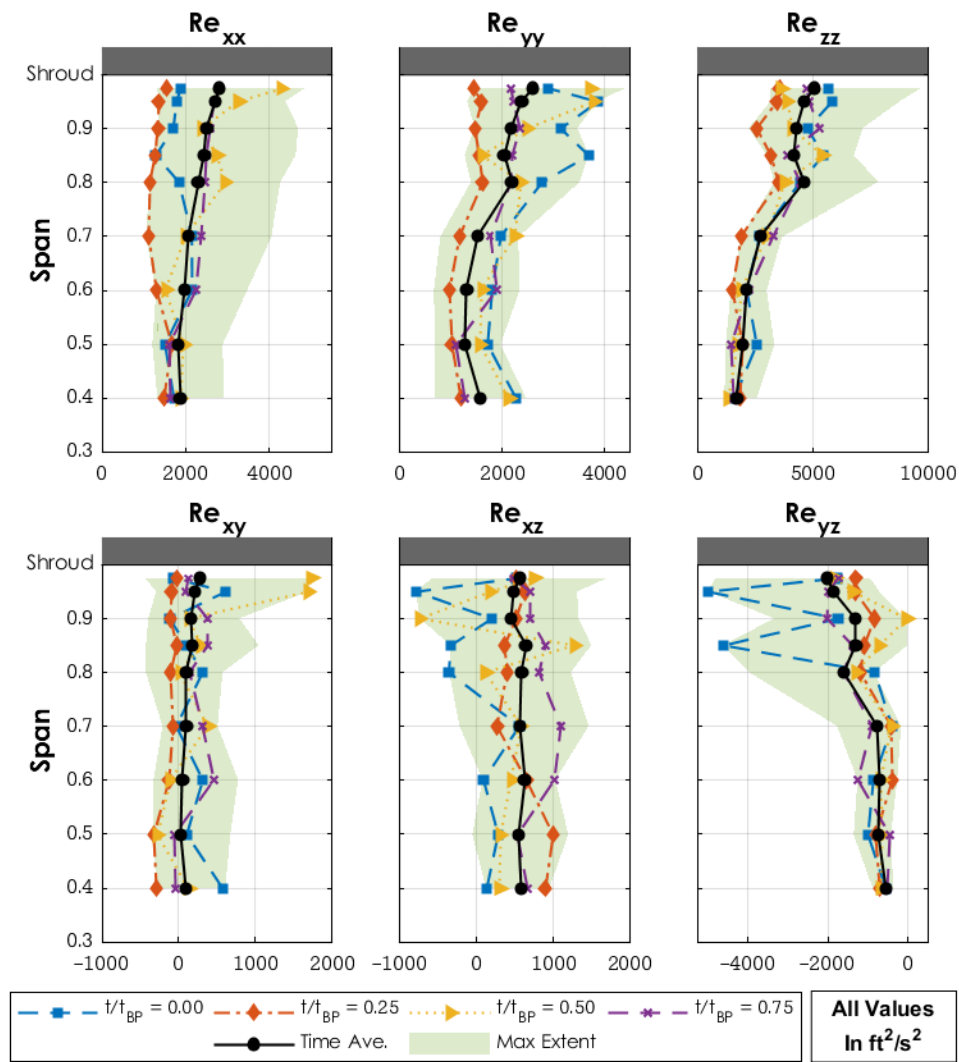 Re_xx Re_yy Re_zz
Shroud
0.9
0.8
Span
0.7
0.6
0.5
0.4
0.3
0 2000 4000 0 2000 4000 0 5000 10000
Re_xy Re_xz Re_yz
Shroud
0.9
0.8
Span
0.7
0.6
0.5
0.4
0.3
-1000 0 1000 2000 -1000 0 1000 2000 -4000 -2000 0
t/t_BP = 0.00 t/t_BP = 0.25 t/t_BP = 0.50 t/t_BP = 0.75
Time Ave. Max Extent
All Values
In ft²/s²